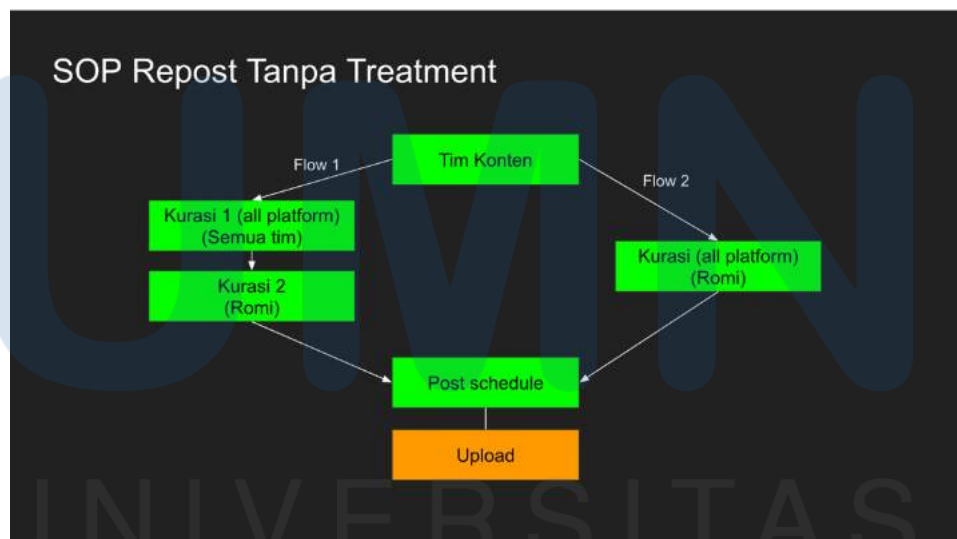 SOP Repost Tanpa Treatment
Tim Konten
Flow 1
Flow 2
Kurasi 1 (all platform)
(Semua tim)
Kurasi 2
(Romi)
Kurasi (all platform)
(Romi)
Post schedule
Upload
UMN
UNIVERSITAS